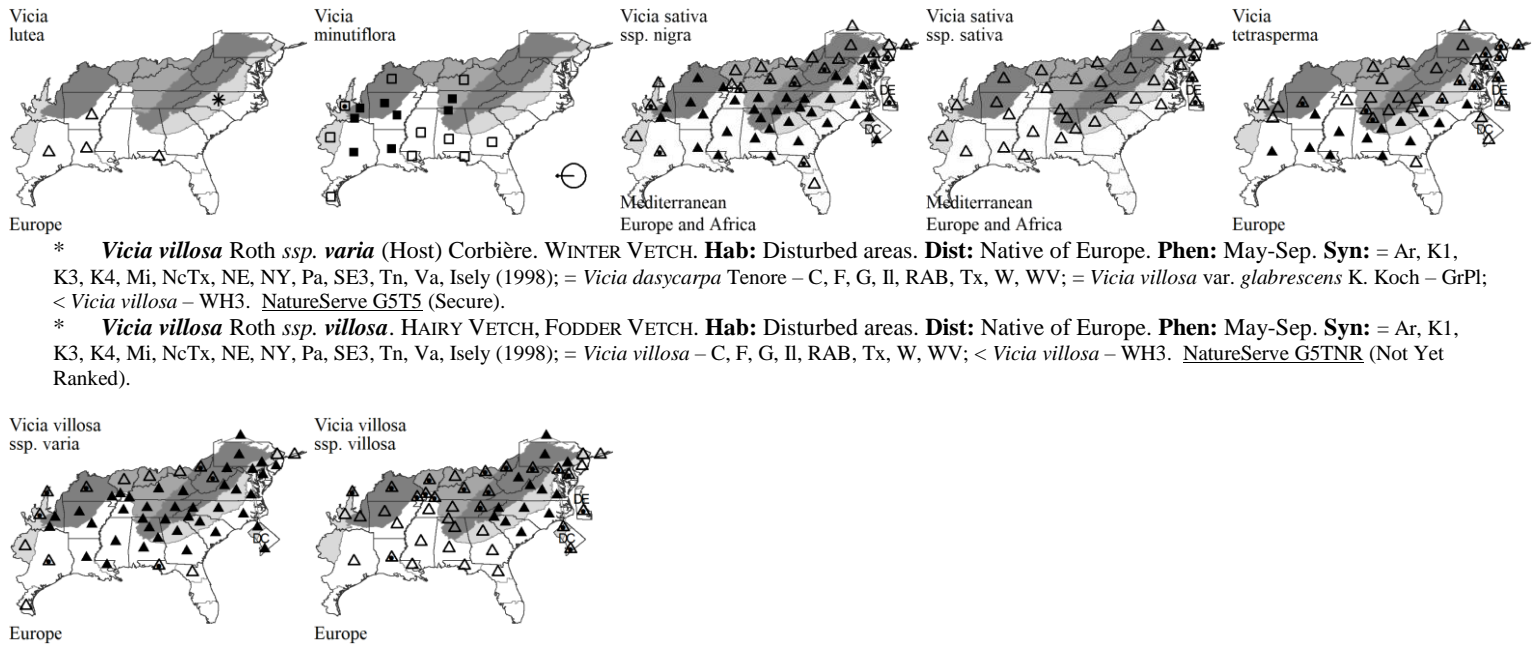 Vicia
lutea
Europe
Vicia
minutiflora
Vicia sativa
ssp. nigra
DE
DC
Mediterranean
Europe and Africa
Vicia sativa
ssp. sativa
DE
Mediterranean
Europe and Africa
Vicia
tetrasperma
DE
DC
Europe
* Vicia villosa Roth ssp. varia (Host) Corbière. WINTER VETCH. Hab: Disturbed areas. Dist: Native of Europe. Phen: May-Sep. Syn: = Ar, K1,
K3, K4, Mi, NcTx, NE, NY, Pa, SE3, Tn, Va, Isely (1998); = Vicia dasycarpa Tenore – C, F, G, Il, RAB, Tx, W, WV; = Vicia villosa var. glabrescens K. Koch – GrPl;
< Vicia villosa – WH3. NatureServe G5T5 (Secure).
* Vicia villosa Roth ssp. villosa. HAIRY VETCH, FODDER VETCH. Hab: Disturbed areas. Dist: Native of Europe. Phen: May-Sep. Syn: = Ar, K1,
K3, K4, Mi, NcTx, NE, NY, Pa, SE3, Tn, Va, Isely (1998); = Vicia villosa – C, F, G, Il, RAB, Tx, W, WV; < Vicia villosa – WH3. NatureServe G5TNR (Not Yet
Ranked).
Vicia villosa
ssp. varia
DC
Europe
Vicia villosa
ssp. villosa
DE
DC
Europe